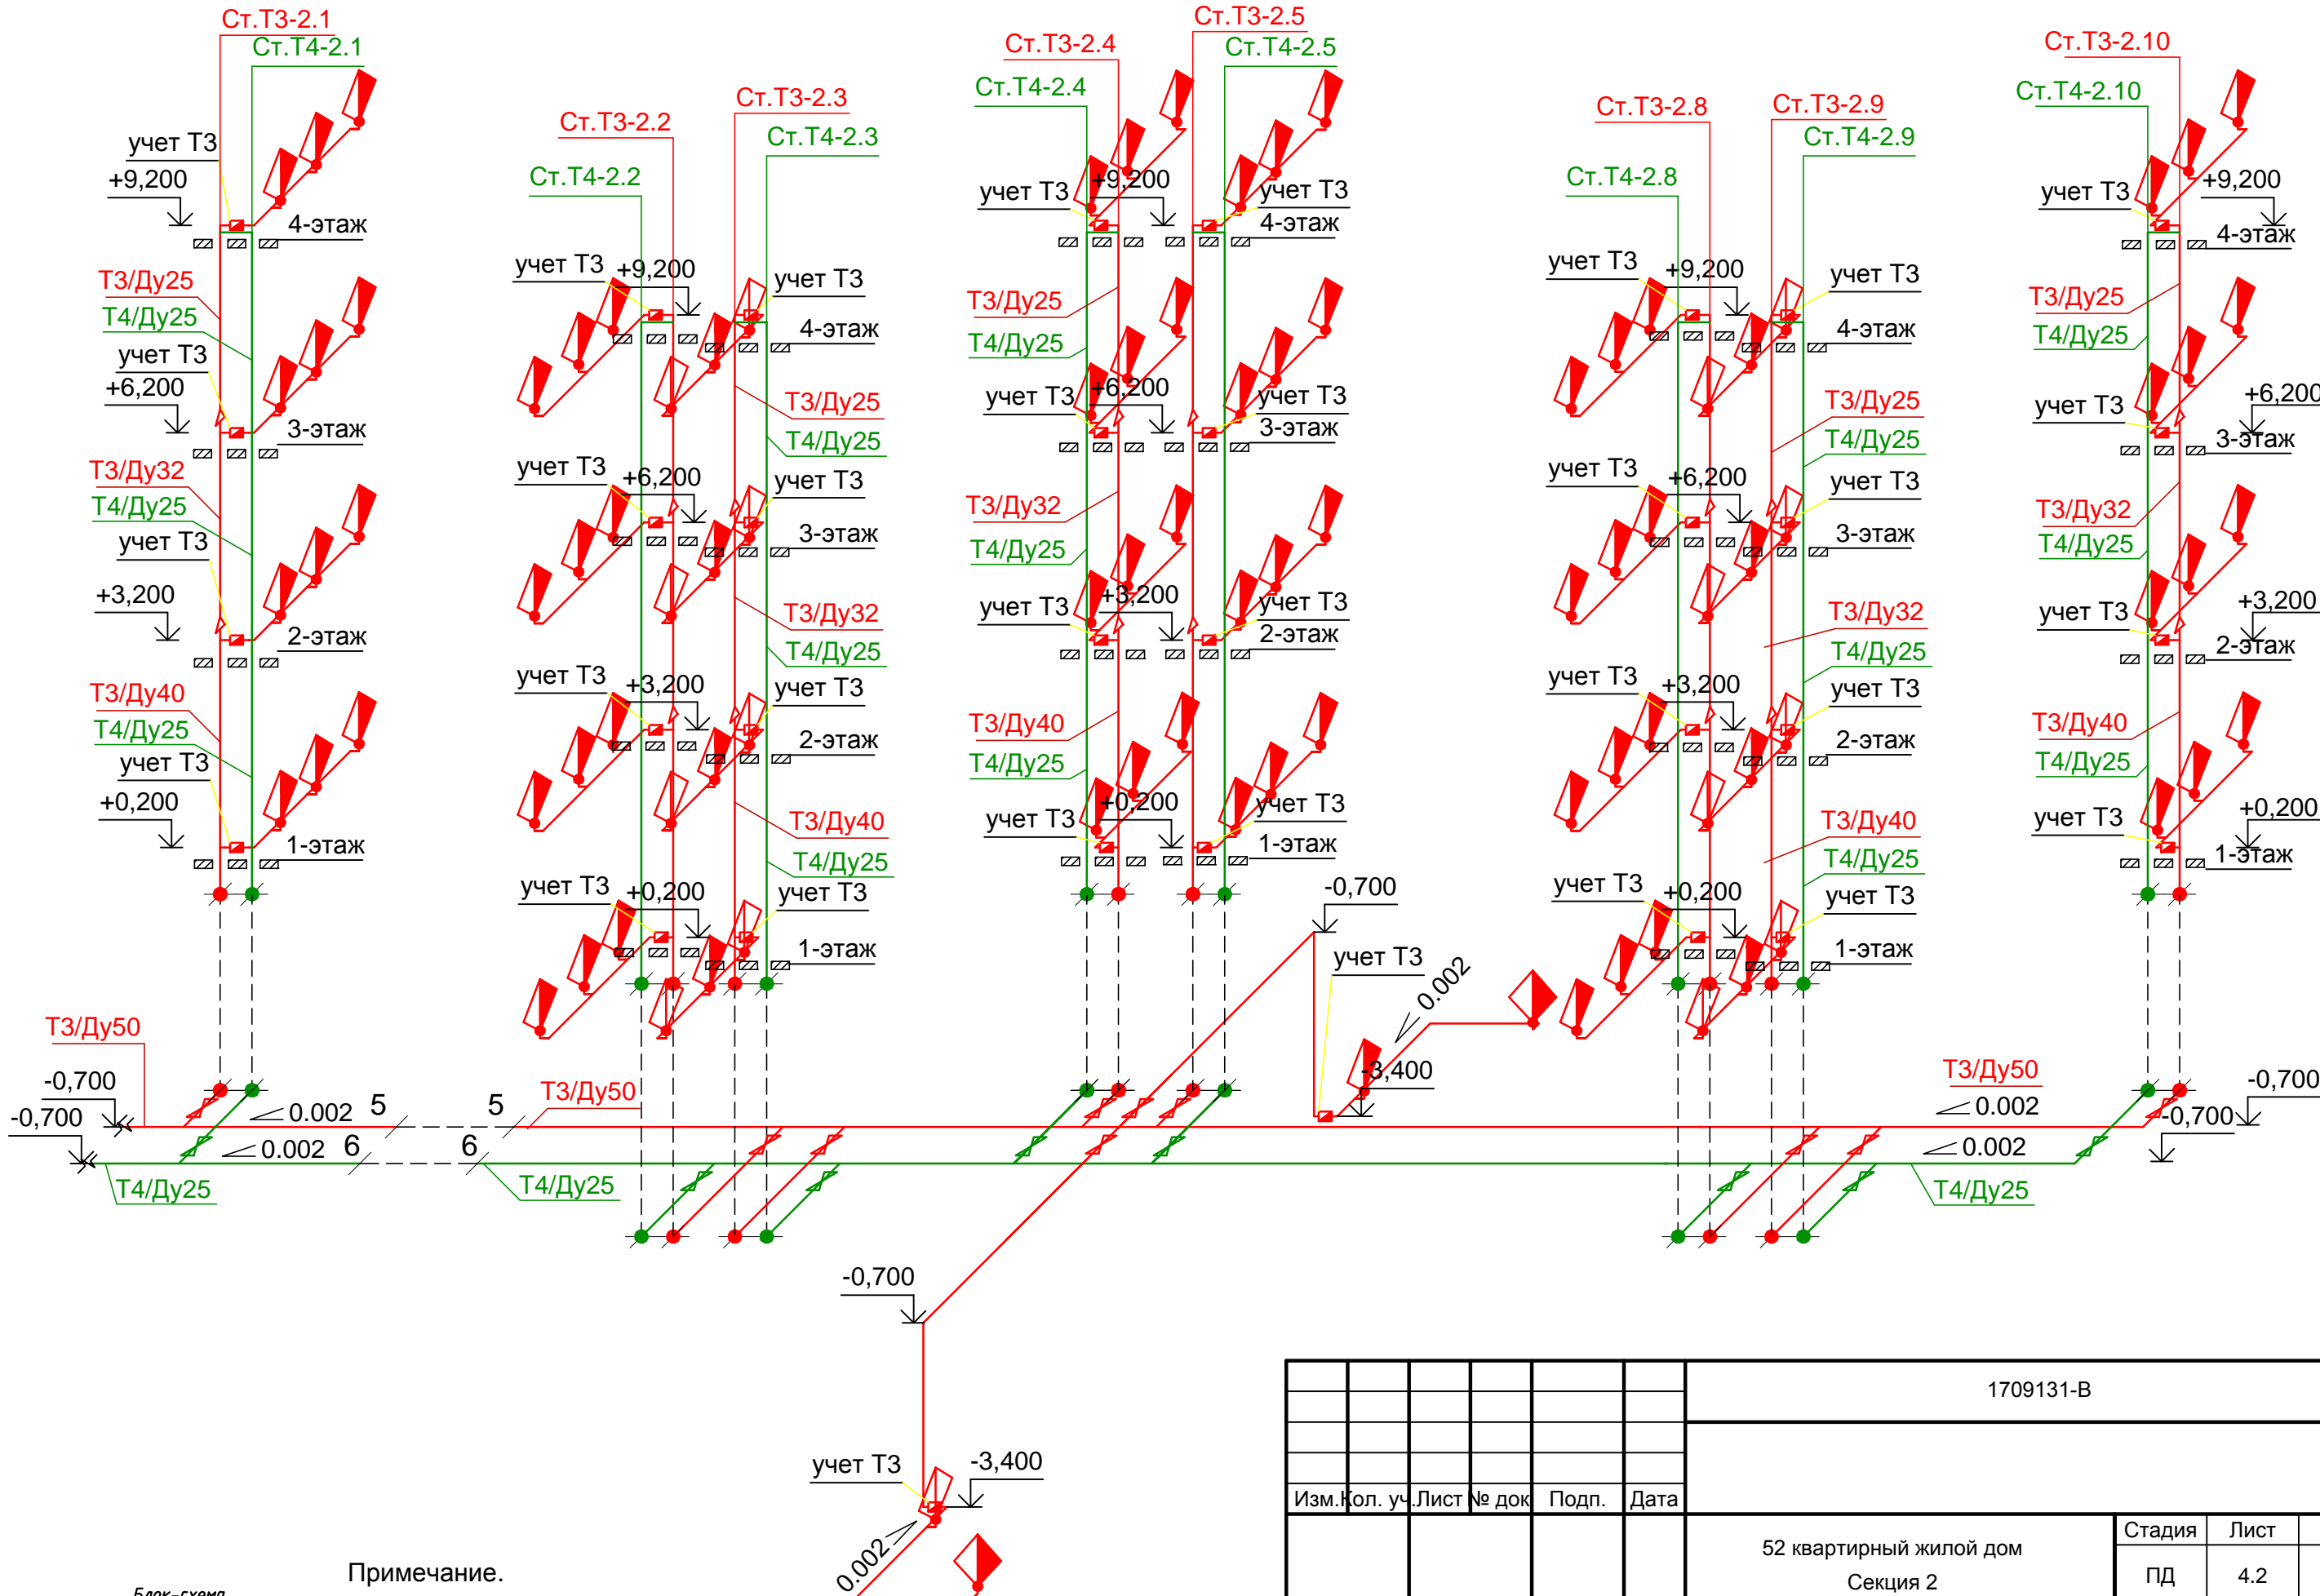 Ст.Т3-2.1
Ст.Т4-2.1
учет Т3
+9,200
4-этаж
Т3/Ду25
Т4/Ду25
учет Т3
+6,200
3-этаж
Т3/Ду32
Т4/Ду25
учет Т3
+3,200
2-этаж
Т3/Ду40
Т4/Ду25
учет Т3
+0,200
1-этаж
Ст.Т3-2.2
Ст.Т4-2.2
Ст.Т3-2.3
Ст.Т4-2.3
учет Т3
+9,200
учет Т3
4-этаж
Т3/Ду25
Т4/Ду25
учет Т3
+6,200
учет Т3
3-этаж
Т3/Ду32
Т4/Ду25
учет Т3
+3,200
учет Т3
2-этаж
Т3/Ду40
Т4/Ду25
учет Т3
+0,200
учет Т3
1-этаж
Ст.Т3-2.4
Ст.Т4-2.4
Ст.Т3-2.5
Ст.Т4-2.5
учет Т3
+9,200
учет Т3
4-этаж
Т3/Ду25
Т4/Ду25
учет Т3
+6,200
учет Т3
3-этаж
Т3/Ду32
Т4/Ду25
учет Т3
+3,200
учет Т3
2-этаж
Т3/Ду40
Т4/Ду25
учет Т3
+0,200
учет Т3
1-этаж
Ст.Т3-2.8
Ст.Т4-2.8
Ст.Т3-2.9
Ст.Т4-2.9
учет Т3
+9,200
учет Т3
4-этаж
Т3/Ду25
Т4/Ду25
учет Т3
+6,200
учет Т3
3-этаж
Т3/Ду32
Т4/Ду25
учет Т3
+3,200
учет Т3
2-этаж
Т3/Ду40
Т4/Ду25
учет Т3
+0,200
учет Т3
1-этаж
Ст.Т3-2.10
Ст.Т4-2.10
учет Т3
+9,200
4-этаж
Т3/Ду25
Т4/Ду25
учет Т3
+6,200
3-этаж
Т3/Ду32
Т4/Ду25
учет Т3
+3,200
2-этаж
Т3/Ду40
Т4/Ду25
учет Т3
+0,200
1-этаж
-0,700
учет Т3
0.002
-3,400
Т3/Ду50
-0,700
-0,700
0.002
5
5
0.002
6
6
Т4/Ду25
Т3/Ду50
Т4/Ду25
Т3/Ду50
0.002
0.002
-0,700
-0,700
Т4/Ду25
-0,700
учет Т3
-3,400
0.002
Примечание.
Блок-схема
1709131-В
Изм.
Кол. уч.
Лист
№ док
Подп.
Дата
52 квартирный жилой дом
Секция 2
Стадия
Лист
ПД
4.2